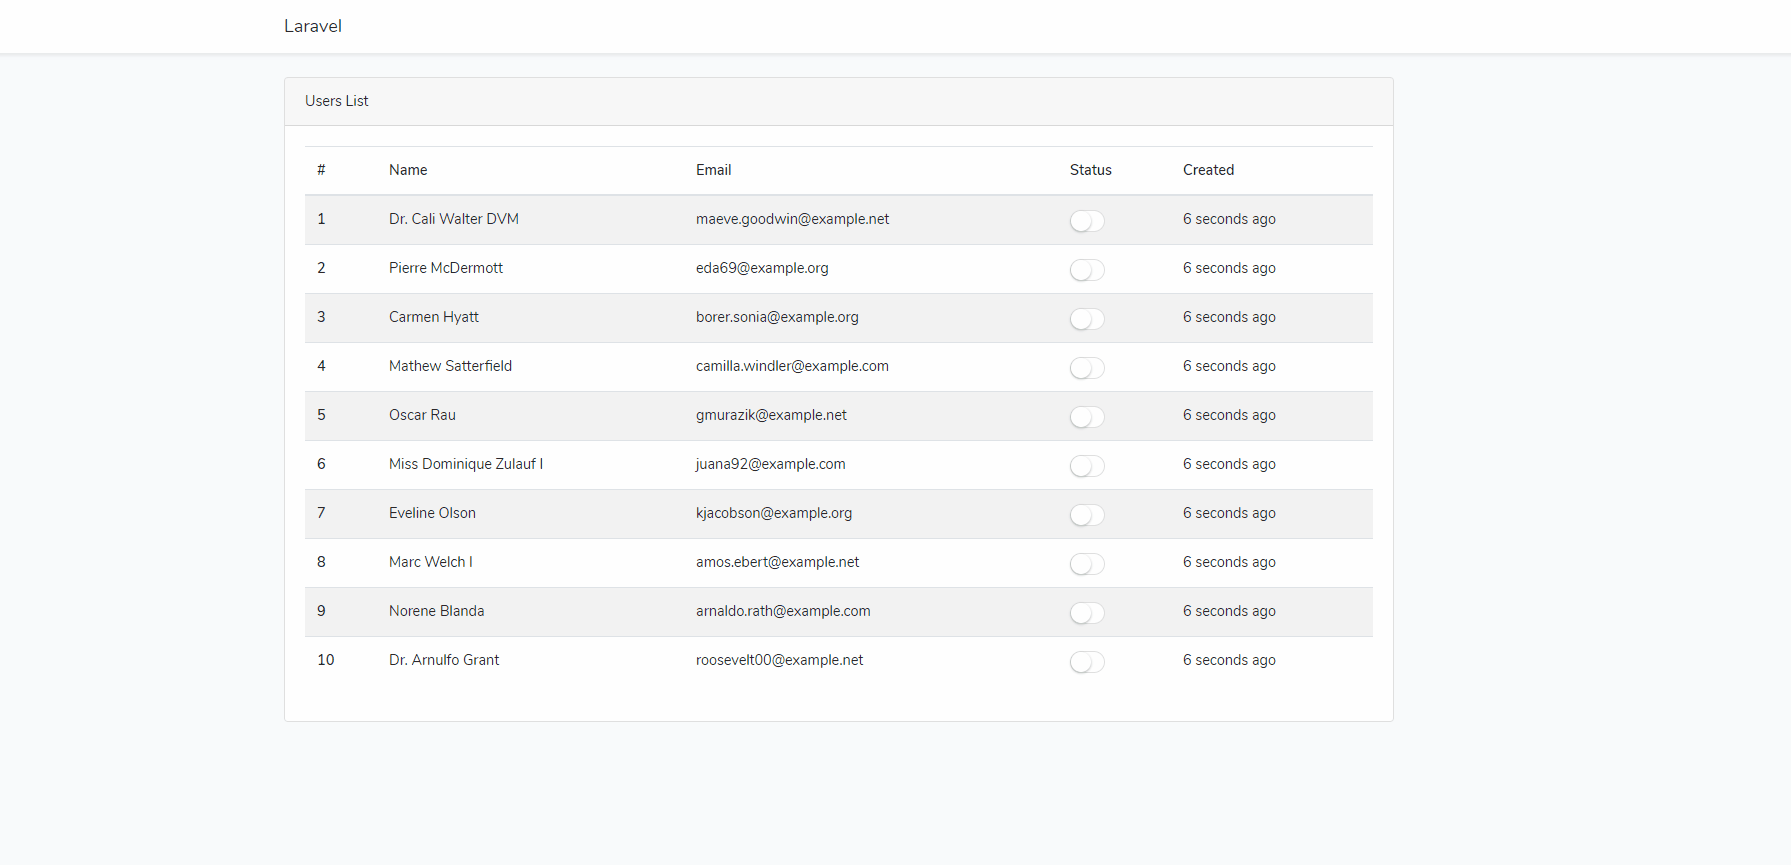 Laravel
Users List
# Name Email Status Created
1 Dr. Cali Walter DVM maeve.goodwin@example.net 6 seconds ago
2 Pierre McDermott eda69@example.org 6 seconds ago
3 Carmen Hyatt borer.sonia@example.org 6 seconds ago
4 Mathew Satterfield camilla.windler@example.com 6 seconds ago
5 Oscar Rau gmurazik@example.net 6 seconds ago
6 Miss Dominique Zulauf I juana92@example.com 6 seconds ago
7 Eveline Olson kjacobson@example.org 6 seconds ago
8 Marc Welch I amos.ebert@example.net 6 seconds ago
9 Norene Blanda arnaldo.rath@example.com 6 seconds ago
10 Dr. Arnulfo Grant roosevelt00@example.net 6 seconds ago